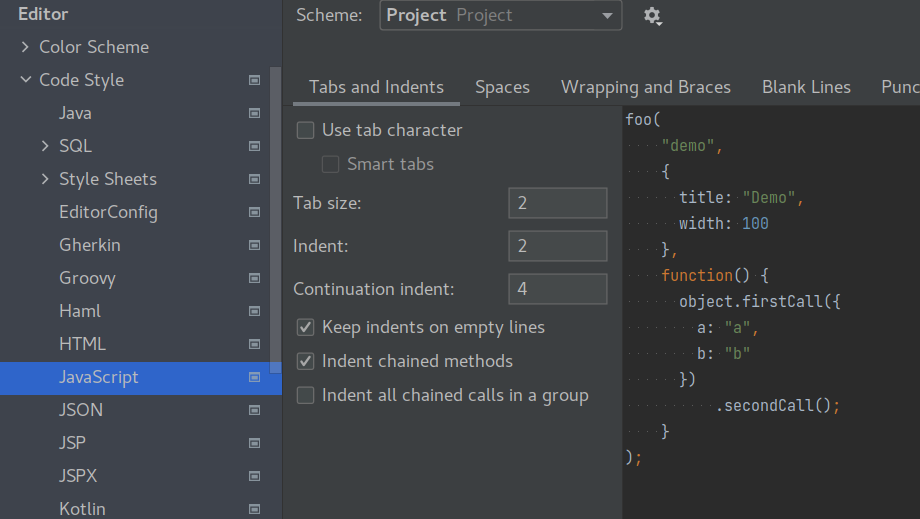 Editor
Color Scheme
Code Style
Java
SQL
Style Sheets
EditorConfig
Gherkin
Groovy
Haml
HTML
JavaScript
JSON
JSP
JSPX
Kotlin
Scheme: Project Project
Tabs and Indents Spaces Wrapping and Braces Blank Lines Punc
Use tab character
Smart tabs
Tab size: 2
Indent: 2
Continuation indent: 4
Keep indents on empty lines
Indent chained methods
Indent all chained calls in a group
foo(
    "demo",
    {
      title: "Demo",
      width: 100
    },
    function() {
      object.firstCall({
        a: "a",
        b: "b"
      })
          .secondCall();
    }
);